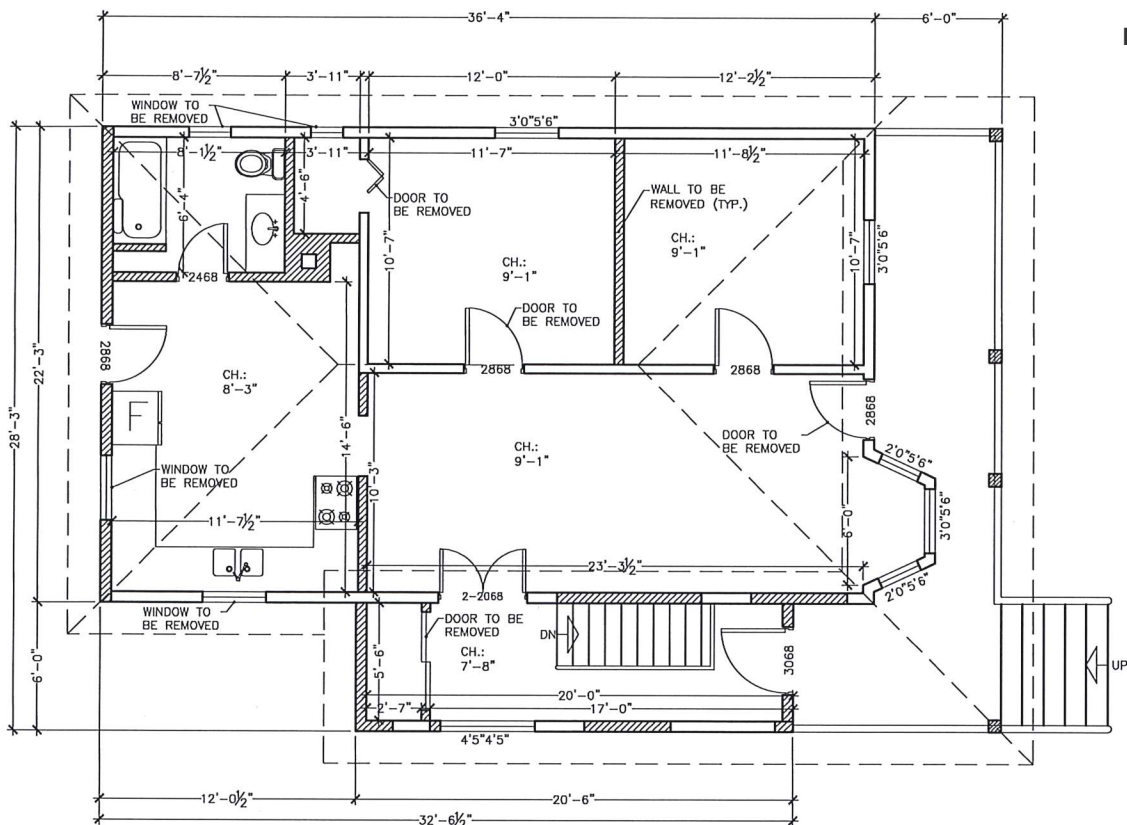 36'-4"
6'-0"
8'-7½"
3'-11"
12'-0"
12'-2½"
WINDOW TO
BE REMOVED
3'0"5'6"
8'-1½"
3'-11"
11'-7"
11'-8½"
6'-4"
4'-6"
DOOR TO
BE REMOVED
WALL TO BE
REMOVED (TYP.)
10'-7"
CH.:
9'-1"
CH.:
9'-1"
10'-7"
3'0"5'6"
2468
DOOR TO
BE REMOVED
28'-3"
22'-3"
2868
CH.:
8'-3"
2868
2868
2868
F
14'-6"
10'-3"
CH.:
9'-1"
DOOR TO
BE REMOVED
2'0"5'6"
WINDOW TO
BE REMOVED
11'-7½"
6'-0"
3'0"5'6"
23'-3½"
2'0"5'6"
2-2068
WINDOW TO
BE REMOVED
DOOR TO BE
REMOVED
CH.:
7'-8"
DN
3068
UP
6'-0"
5'-6"
20'-0"
2'-7"
17'-0"
4'5"4'5"
12'-0½"
20'-6"
32'-6½"